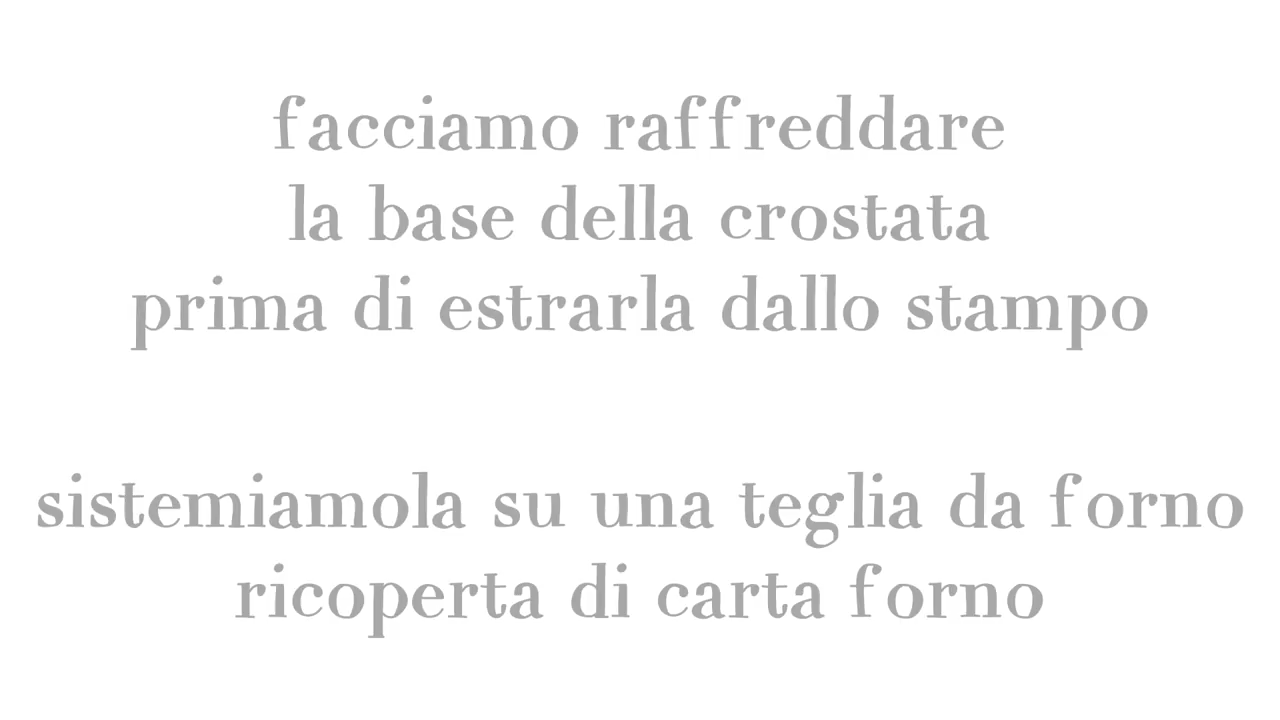 facciamo raffreddare
la base della crostata
prima di estrarla dallo stampo
sistemiamola su una teglia da forno
ricoperta di carta forno